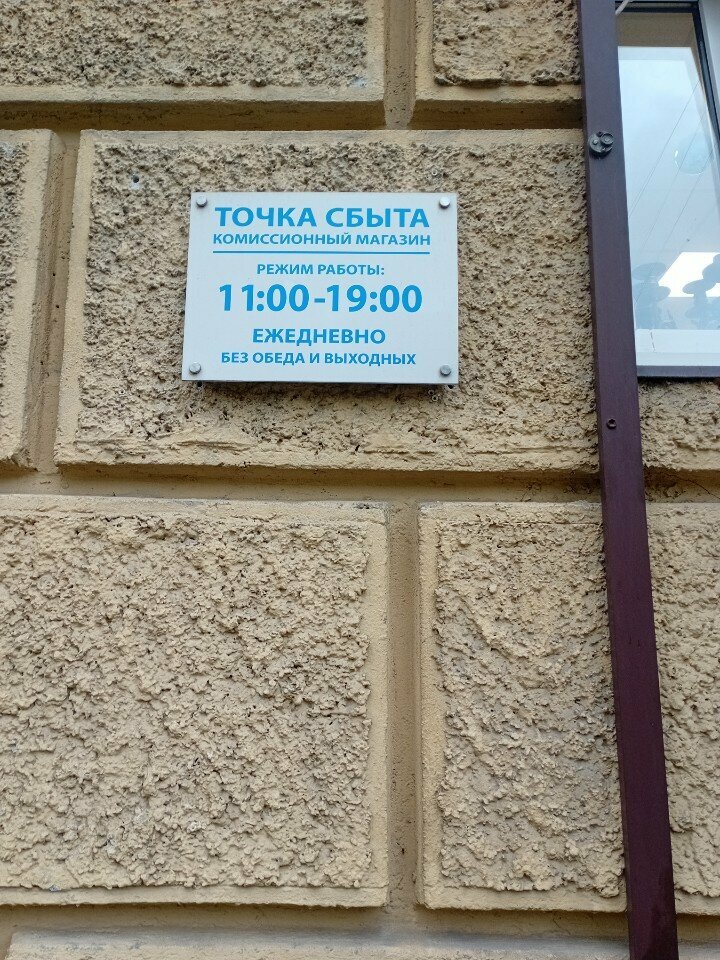 ТОЧКА СБЫТА
КОМИССИОННЫЙ МАГАЗИН
РЕЖИМ РАБОТЫ:
11:00-19:00
ЕЖЕДНЕВНО
БЕЗ ОБЕДА И ВЫХОДНЫХ